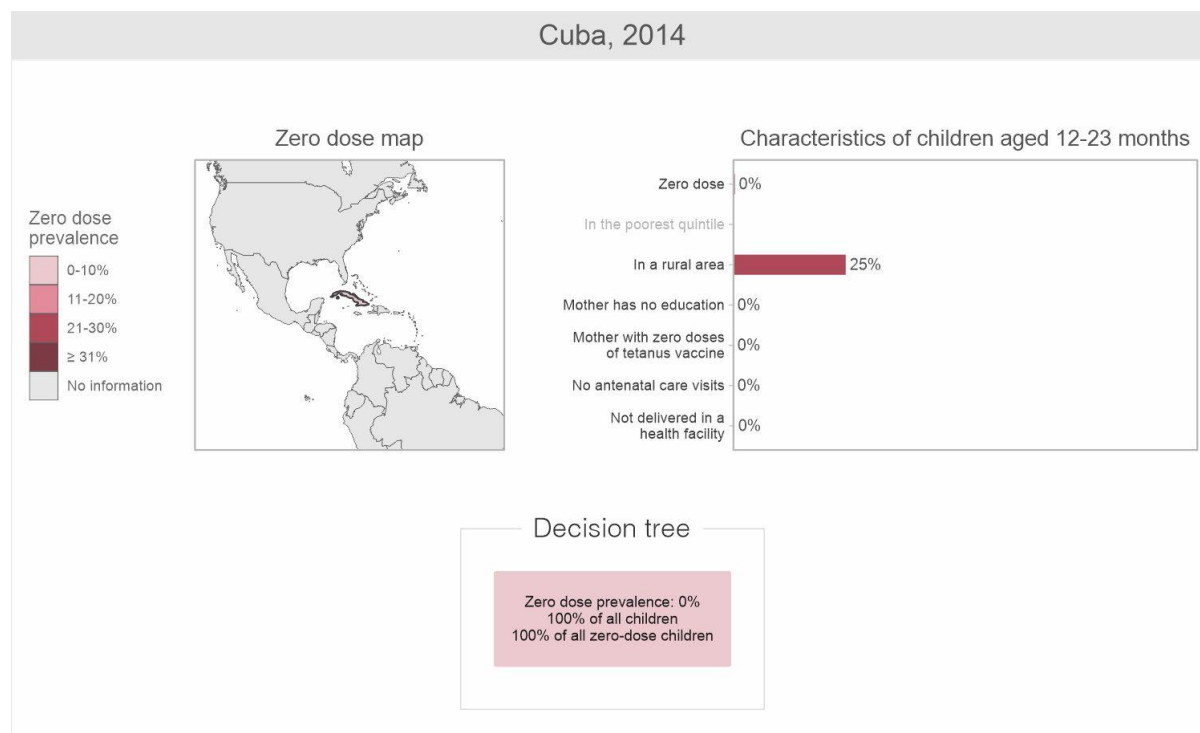 Cuba, 2014
Zero dose map
Zero dose
prevalence
0-10%
11-20%
21-30%
≥ 31%
No information
Characteristics of children aged 12-23 months
Zero dose 0%
In the poorest quintile
In a rural area 25%
Mother has no education 0%
Mother with zero doses
of tetanus vaccine 0%
No antenatal care visits 0%
Not delivered in a
health facility 0%
Decision tree
Zero dose prevalence: 0%
100% of all children
100% of all zero-dose children